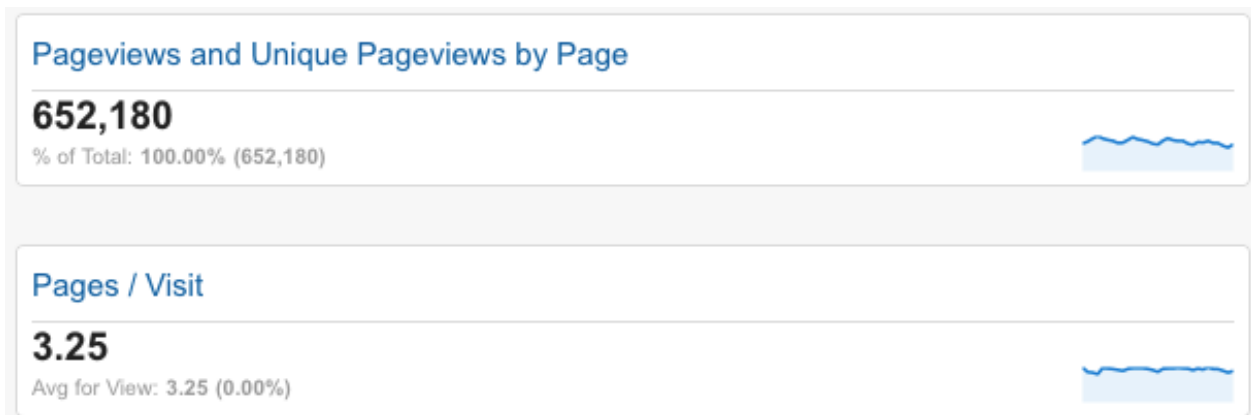 Pageviews and Unique Pageviews by Page
652,180
% of Total: 100.00% (652,180)
Pages / Visit
3.25
Avg for View: 3.25 (0.00%)